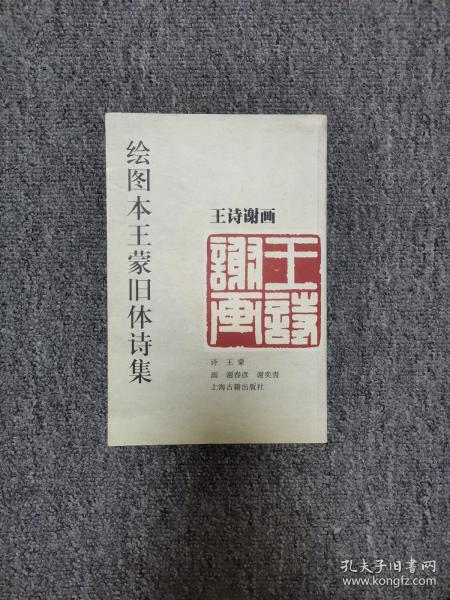 绘图本王蒙旧体诗集
王诗谢画
王詩
謝画
诗 王蒙
画 谢春彦 谢奕青
上海古籍出版社
孔夫子旧书网
www.kongfz.com